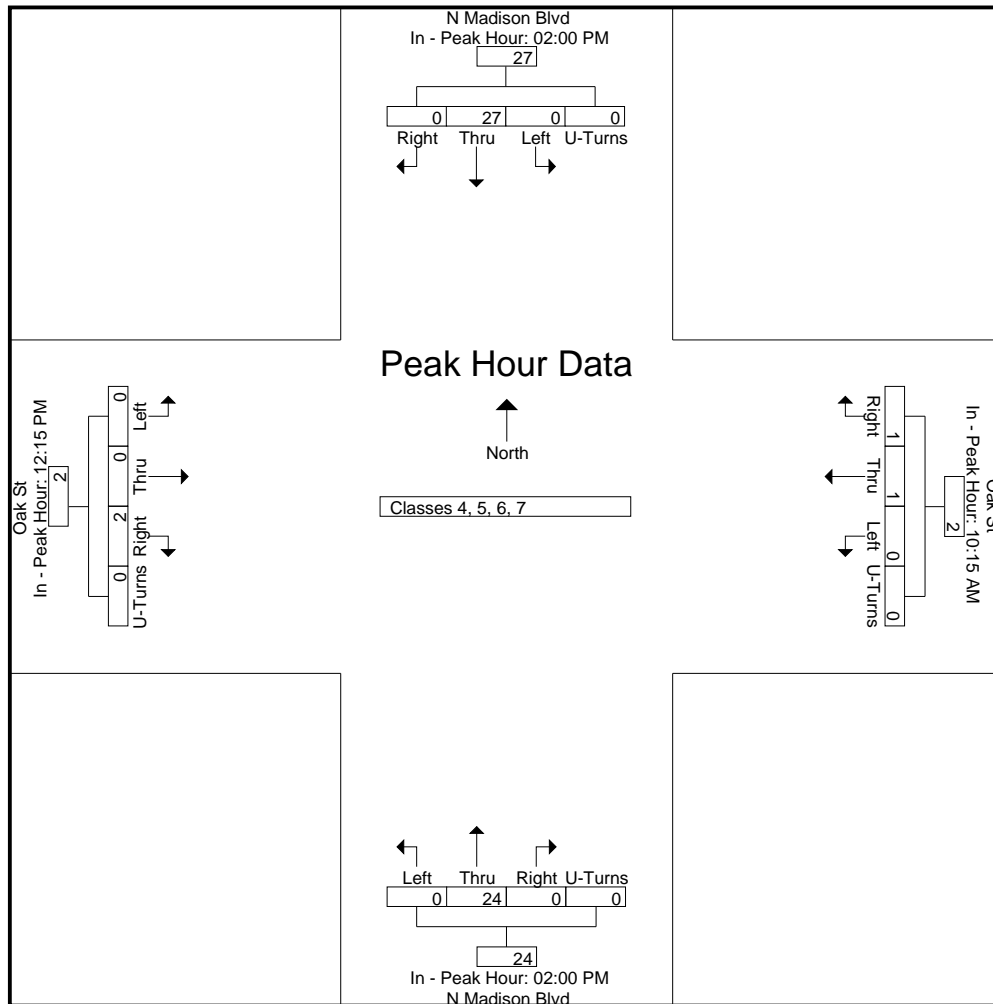 N Madison Blvd
In - Peak Hour: 02:00 PM
27
0 27 0 0
Right Thru Left U-Turns
Peak Hour Data
North
Classes 4, 5, 6, 7
Oak St
In - Peak Hour: 12:15 PM
2
0 0 2 0
Left Thru Right U-Turns
Oak St
In - Peak Hour: 10:15 AM
2
1 1 0 0
Right Thru Left U-Turns
Left Thru Right U-Turns
0 24 0 0
24
In - Peak Hour: 02:00 PM
N Madison Blvd